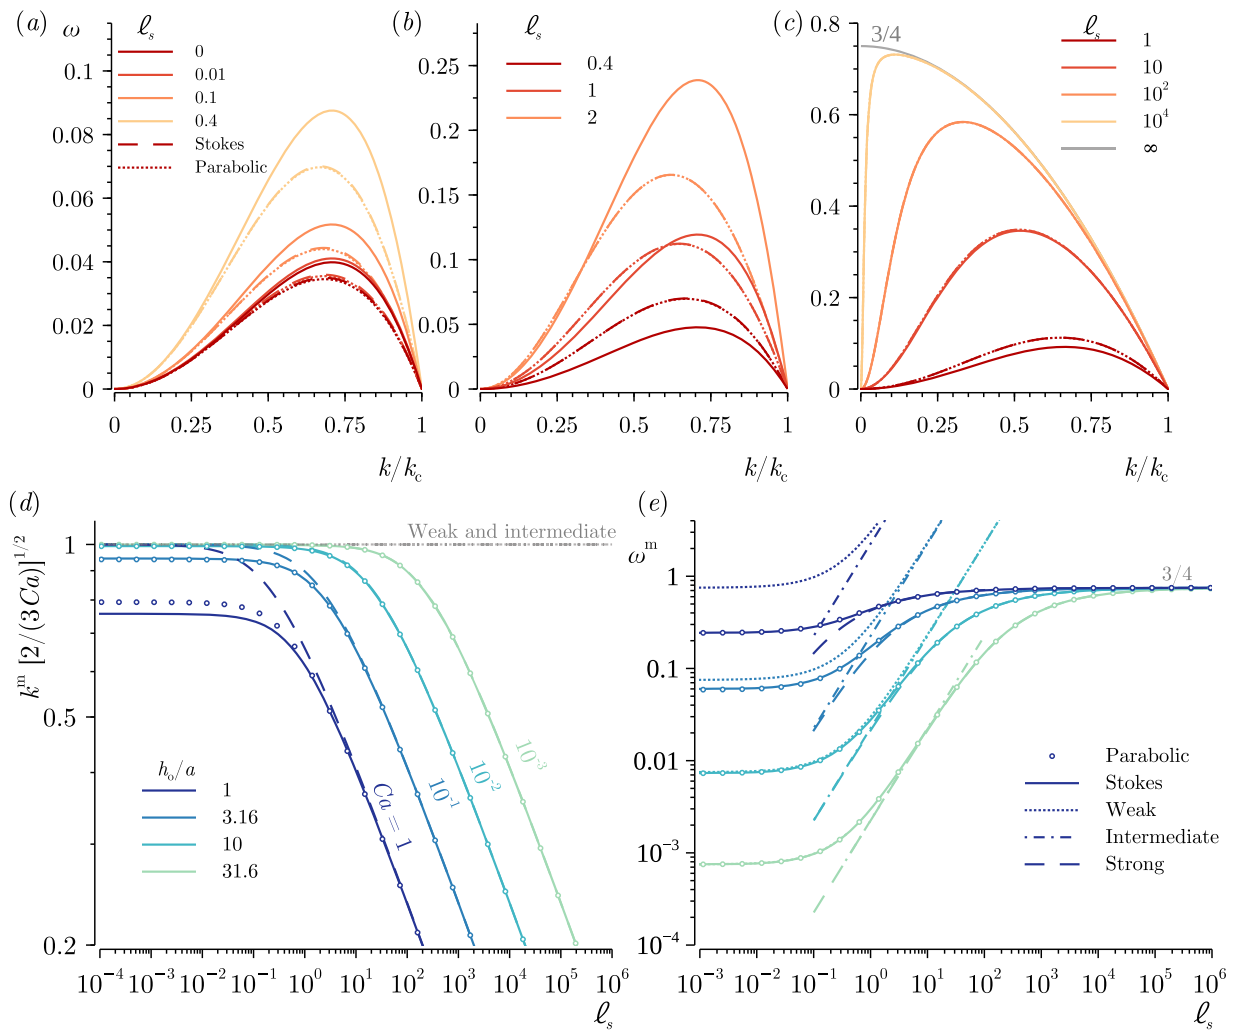 (a)
ω
ℓs
0
0.01
0.1
0.4
Stokes
Parabolic
0.1
0.08
0.06
0.04
0.02
0
0 0.25 0.5 0.75 1
k/kc
(b)
ℓs
0.4
1
2
0.25
0.2
0.15
0.1
0.05
0
0 0.25 0.5 0.75 1
k/kc
(c)
ℓs
1
10
10²
10⁴
∞
3/4
0.8
0.6
0.4
0.2
0
0 0.25 0.5 0.75 1
k/kc
(d)
kᵐ [2/(3Ca)]^1/2
Weak and intermediate
1
0.5
0.2
hₒ/a
1
3.16
10
31.6
Ca = 1
10⁻¹
10⁻²
10⁻³
10⁻⁴ 10⁻³ 10⁻² 10⁻¹ 10⁰ 10¹ 10² 10³ 10⁴ 10⁵ 10⁶
ℓs
(e)
ωᵐ
3/4
1
0.1
0.01
10⁻³
10⁻⁴
Parabolic
Stokes
Weak
Intermediate
Strong
10⁻³ 10⁻² 10⁻¹ 10⁰ 10¹ 10² 10³ 10⁴ 10⁵ 10⁶
ℓs